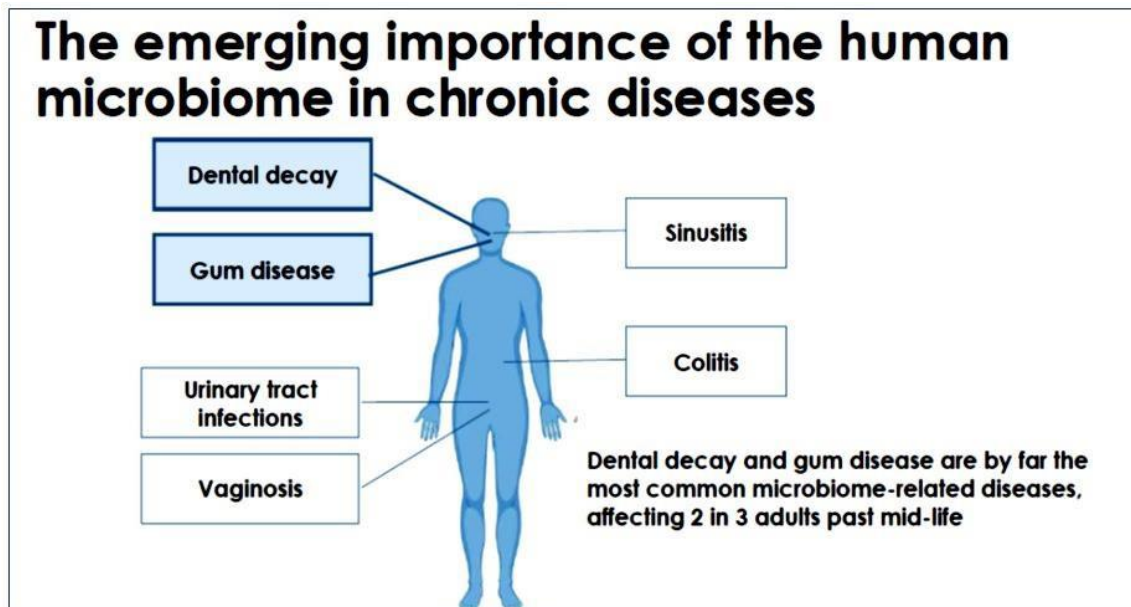 The emerging importance of the human
microbiome in chronic diseases
Dental decay
Gum disease
Sinusitis
Colitis
Urinary tract
infections
Vaginosis
Dental decay and gum disease are by far the
most common microbiome-related diseases,
affecting 2 in 3 adults past mid-life